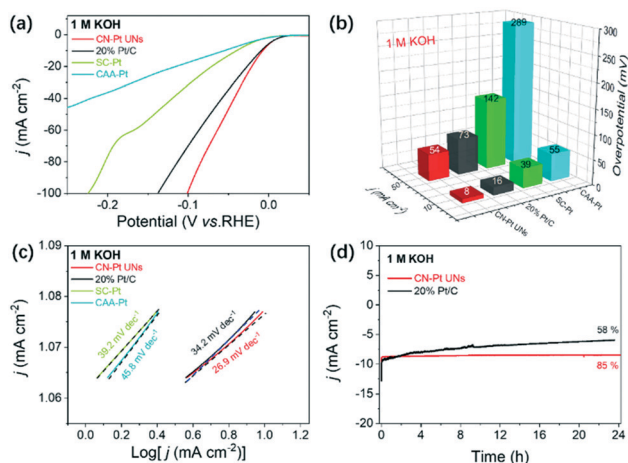 (a)
1 M KOH
CN-Pt UNs
20% Pt/C
SC-Pt
CAA-Pt
0
-20
-40
-60
-80
-100
j (mA cm⁻²)
-0.2
-0.1
0.0
Potential (V vs.RHE)
(b)
1 M KOH
289
142
73
54
55
39
16
8
300
250
200
150
100
50
0
Overpotential (mV)
j (mA cm⁻²)
50
10
CN-Pt UNs
20% Pt/C
SC-Pt
CAA-Pt
(c)
1 M KOH
CN-Pt UNs
20% Pt/C
SC-Pt
CAA-Pt
1.09
1.08
1.07
1.06
j (mA cm⁻²)
39.2 mV dec⁻¹
45.8 mV dec⁻¹
34.2 mV dec⁻¹
26.9 mV dec⁻¹
0.0
0.2
0.4
0.6
0.8
1.0
1.2
Log[ j (mA cm⁻²)]
(d)
1 M KOH
CN-Pt UNs
20% Pt/C
10
5
0
-5
-10
-15
-20
j (mA cm⁻²)
58 %
85 %
0
4
8
12
16
20
24
Time (h)